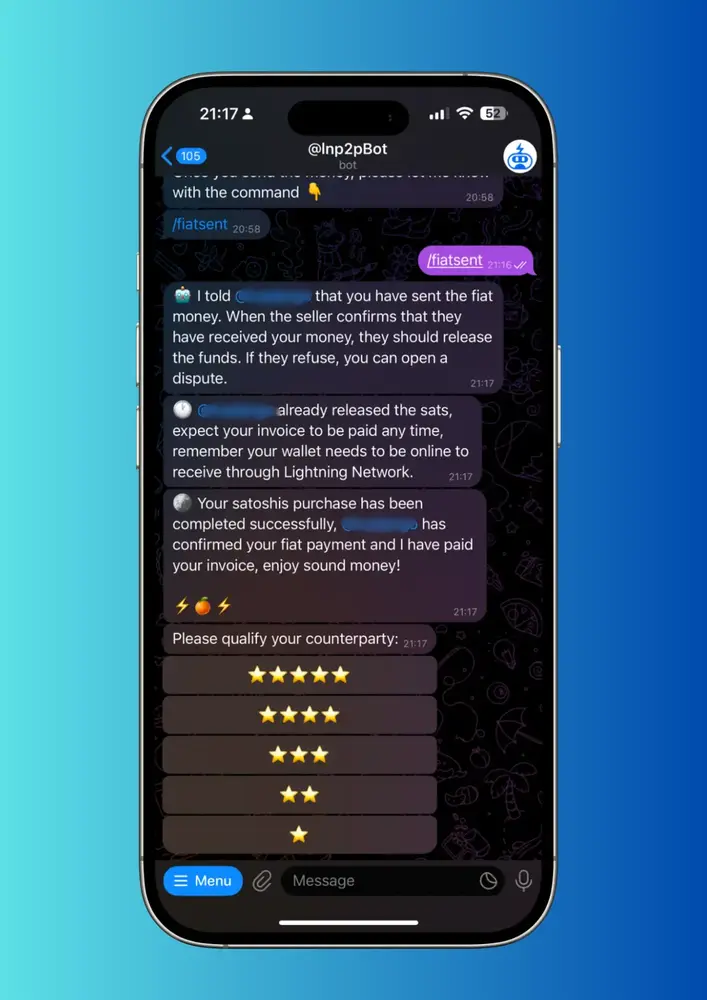 21:17
52
105
@lnp2pBot
bot
with the command 👇
20:58
/fiatsent 20:58
/fiatsent 21:16
🤖 I told that you have sent the fiat
money. When the seller confirms that they
have received your money, they should release
the funds. If they refuse, you can open a
dispute.
21:17
🕐 already released the sats,
expect your invoice to be paid any time,
remember your wallet needs to be online to
receive through Lightning Network.
21:17
🌚 Your satoshis purchase has been
completed successfully, has
confirmed your fiat payment and I have paid
your invoice, enjoy sound money!
⚡🍊⚡
21:17
Please qualify your counterparty: 21:17
⭐⭐⭐⭐⭐
⭐⭐⭐⭐
⭐⭐⭐
⭐⭐
⭐
Menu
Message